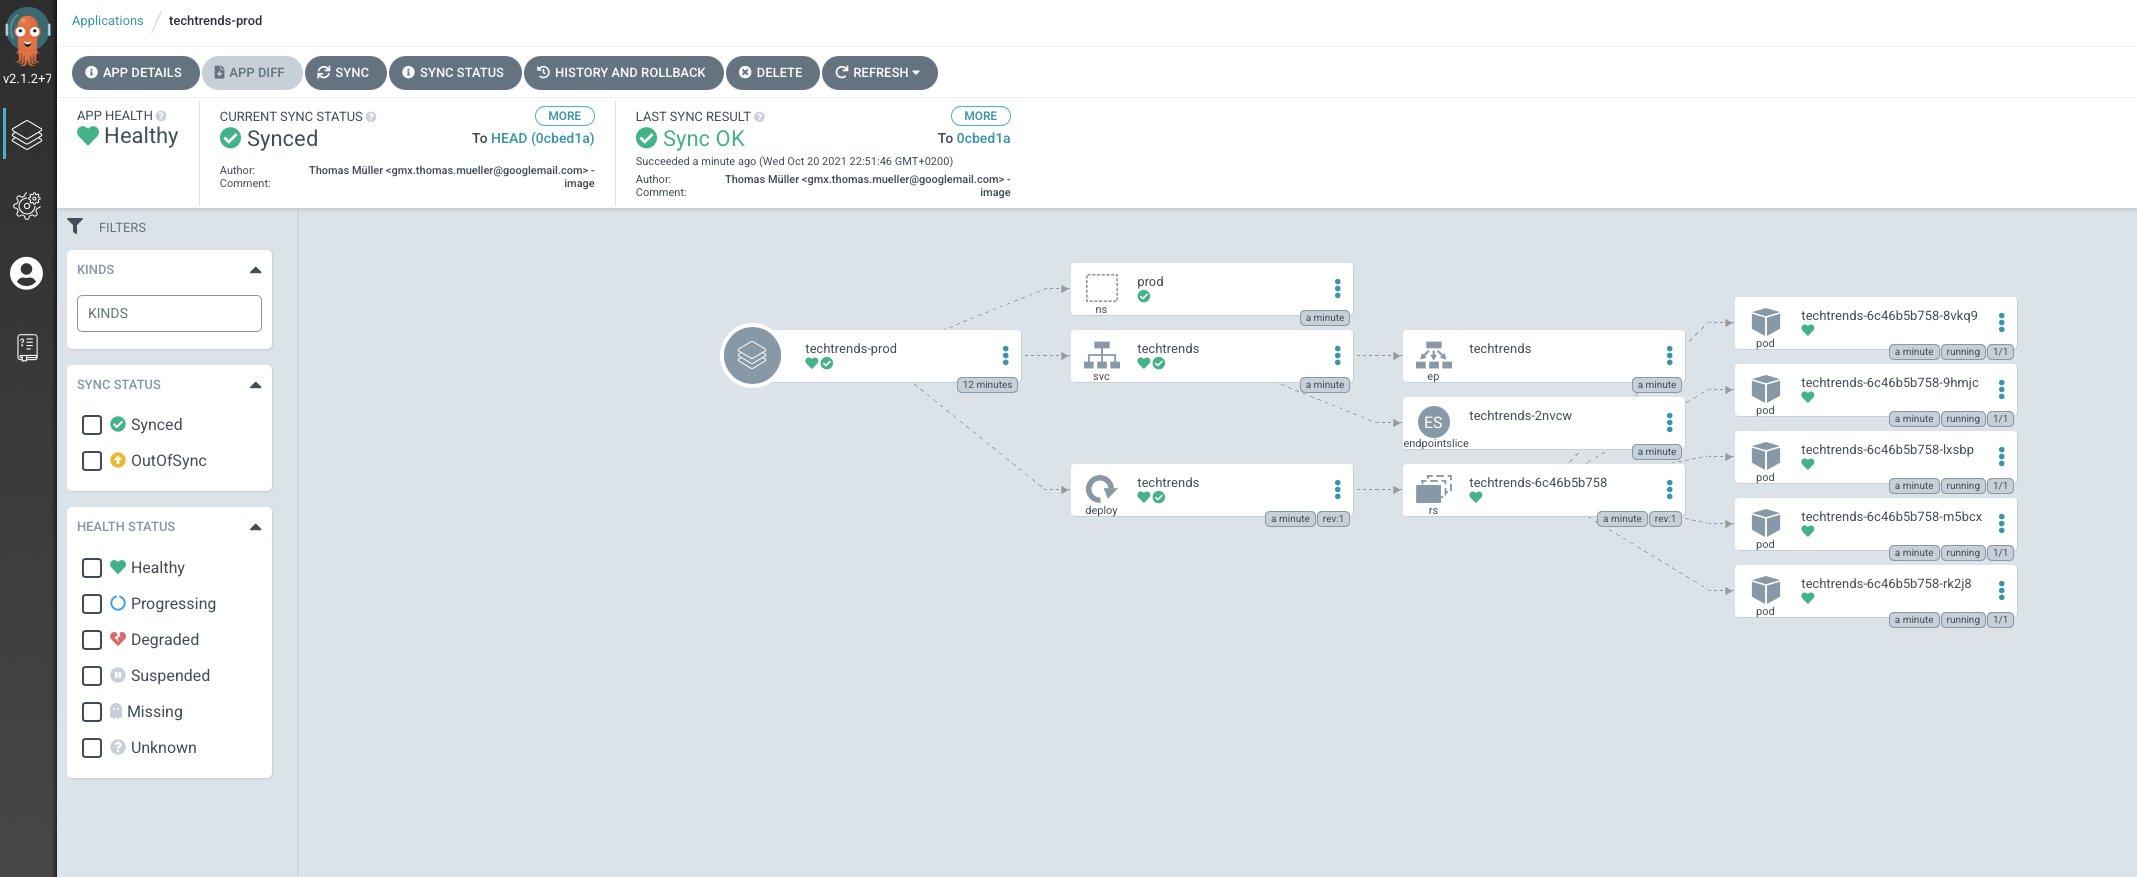 Applications / techtrends-prod
v2.1.2+7
APP DETAILS
APP DIFF
SYNC
SYNC STATUS
HISTORY AND ROLLBACK
DELETE
REFRESH
APP HEALTH ?
Healthy
CURRENT SYNC STATUS ?
MORE
Synced
To HEAD (0cbed1a)
Author:
Thomas Müller <gmx.thomas.mueller@googlemail.com> -
Comment:
image
LAST SYNC RESULT ?
MORE
Sync OK
To 0cbed1a
Succeeded a minute ago (Wed Oct 20 2021 22:51:46 GMT+0200)
Author:
Thomas Müller <gmx.thomas.mueller@googlemail.com> -
Comment:
image
FILTERS
KINDS
KINDS
SYNC STATUS
Synced
OutOfSync
HEALTH STATUS
Healthy
Progressing
Degraded
Suspended
Missing
? Unknown
techtrends-prod
12 minutes
prod
ns
a minute
techtrends
svc
a minute
techtrends
deploy
a minute
rev:1
techtrends
ep
a minute
ES
techtrends-2nvcw
endpointslice
a minute
techtrends-6c46b5b758
rs
a minute
rev:1
techtrends-6c46b5b758-8vkq9
pod
a minute
running
1/1
techtrends-6c46b5b758-9hmjc
pod
a minute
running
1/1
techtrends-6c46b5b758-lxsbp
pod
a minute
running
1/1
techtrends-6c46b5b758-m5bcx
pod
a minute
running
1/1
techtrends-6c46b5b758-rk2j8
pod
a minute
running
1/1